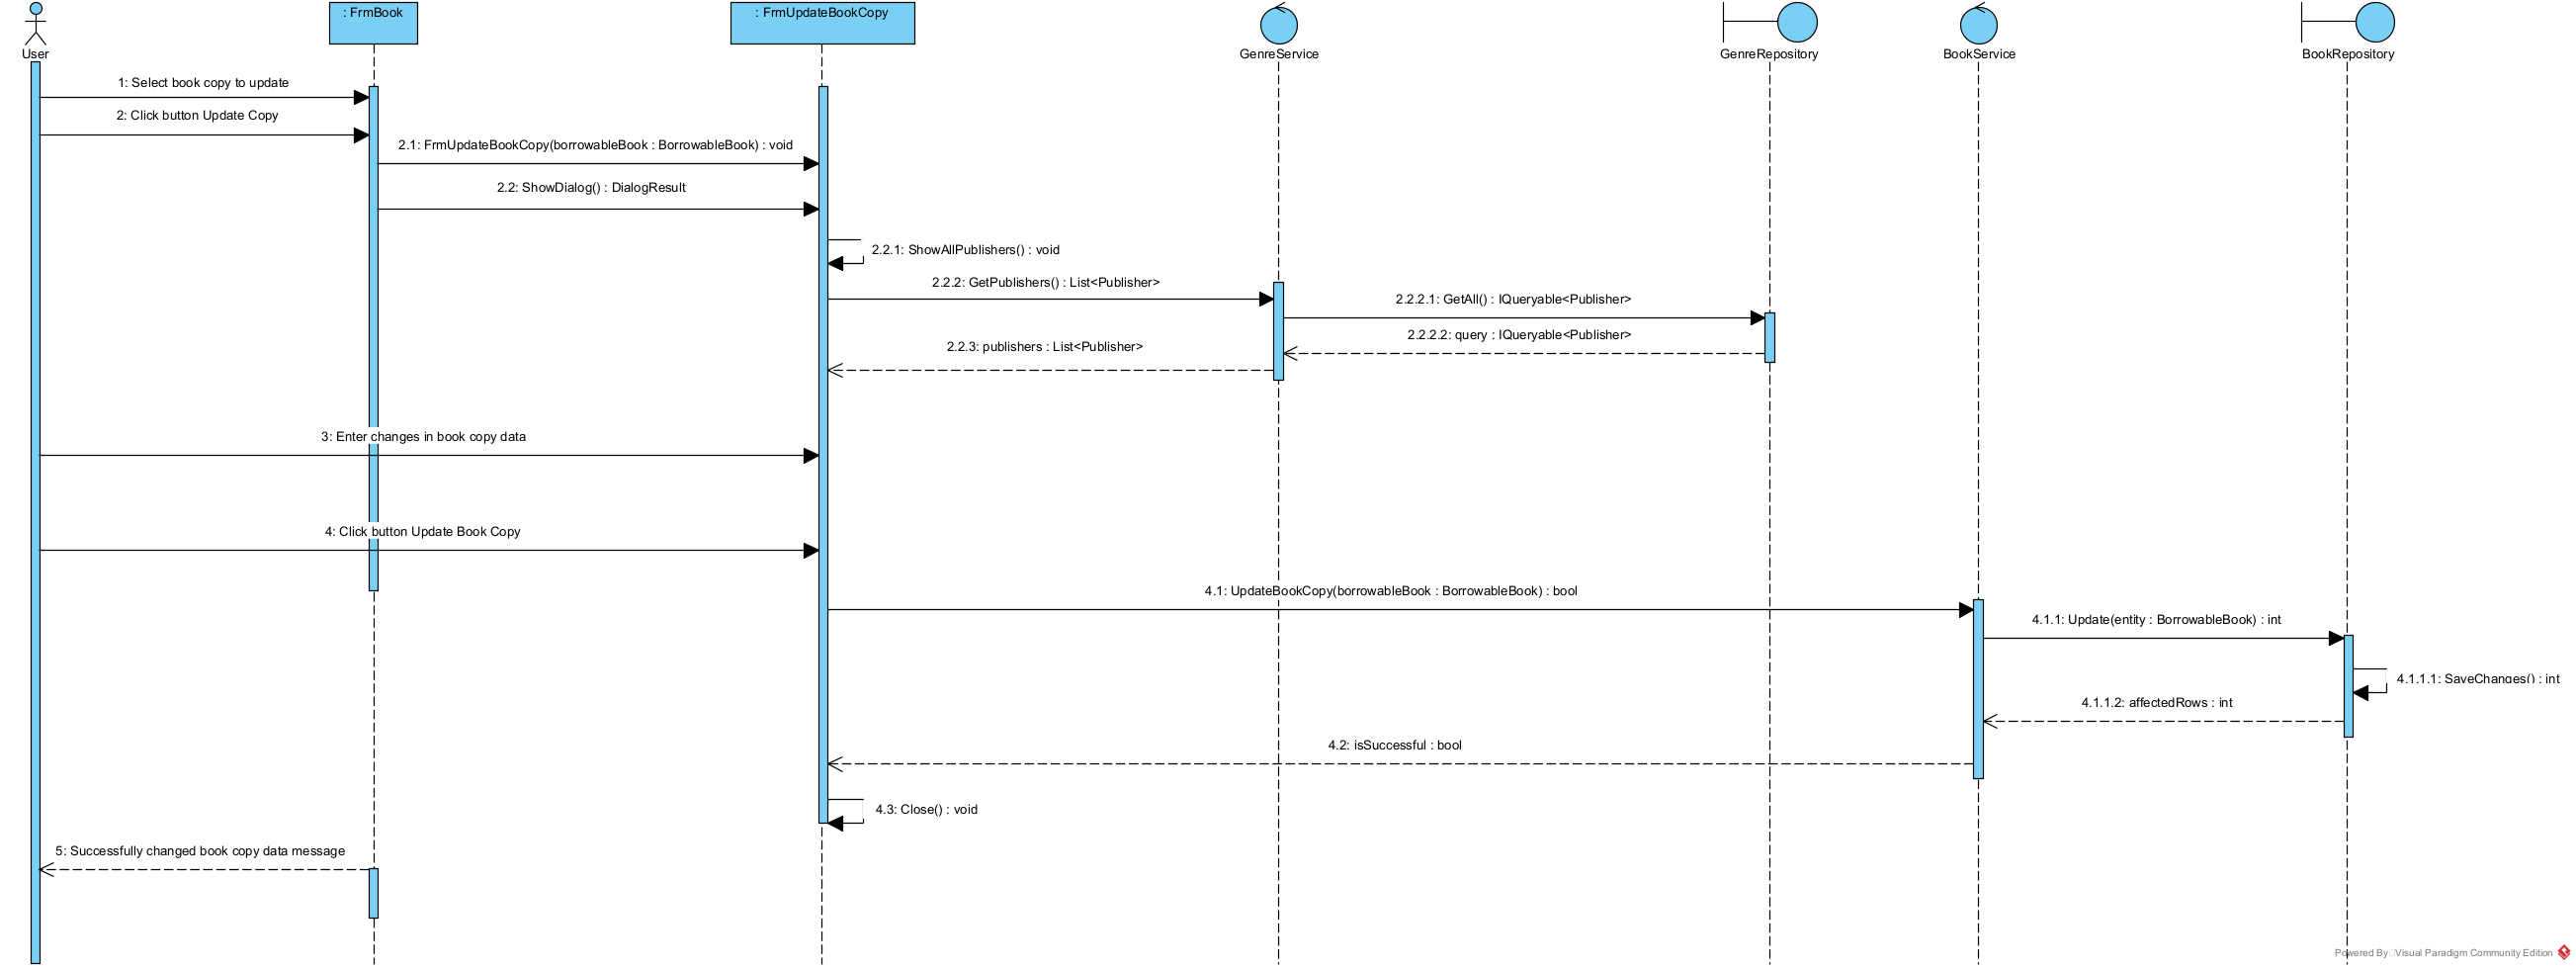 User
: FrmBook
: FrmUpdateBookCopy
GenreService
GenreRepository
BookService
BookRepository
1: Select book copy to update
2: Click button Update Copy
2.1: FrmUpdateBookCopy(borrowableBook : BorrowableBook) : void
2.2: ShowDialog() : DialogResult
2.2.1: ShowAllPublishers() : void
2.2.2: GetPublishers() : List<Publisher>
2.2.2.1: GetAll() : IQueryable<Publisher>
2.2.2.2: query : IQueryable<Publisher>
2.2.3: publishers : List<Publisher>
3: Enter changes in book copy data
4: Click button Update Book Copy
4.1: UpdateBookCopy(borrowableBook : BorrowableBook) : bool
4.1.1: Update(entity : BorrowableBook) : int
4.1.1.1: SaveChanges() : int
4.1.1.2: affectedRows : int
4.2: isSuccessful : bool
4.3: Close() : void
5: Successfully changed book copy data message
Powered By Visual Paradigm Community Edition